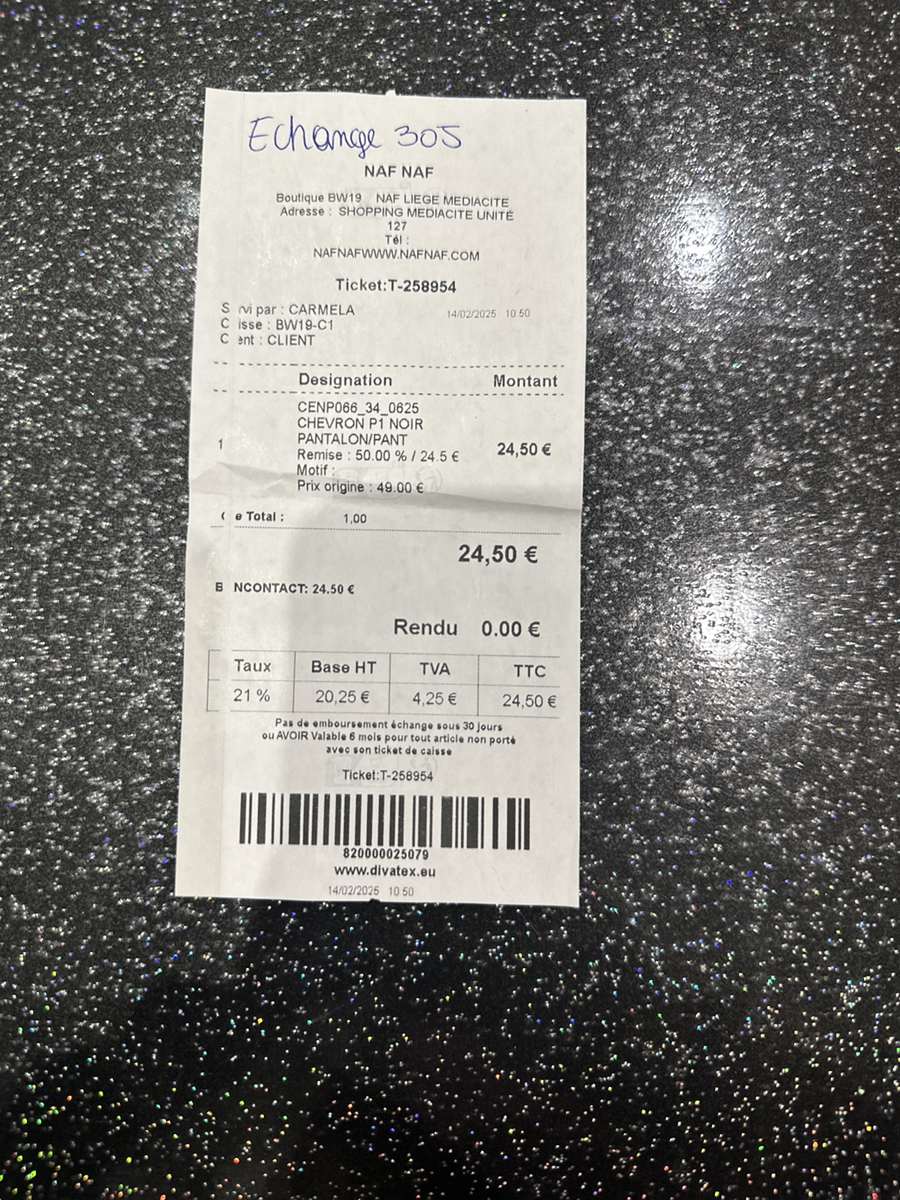 Echange 30J
NAF NAF
Boutique BW19 NAF LIEGE MEDIACITE
Adresse : SHOPPING MEDIACITE UNITÉ
127
Tél :
NAFNAFWWW.NAFNAF.COM
Ticket:T-258954
S rvi par : CARMELA
14/02/2025 10 50
C isse : BW19-C1
C ent : CLIENT
Designation Montant
CENP066_34_0625
CHEVRON P1 NOIR
PANTALON/PANT
1 24,50 €
Remise : 50.00 % / 24.5 €
Motif :
Prix origine : 49.00 €
e Total : 1,00
24,50 €
B NCONTACT: 24.50 €
Rendu 0.00 €
Taux Base HT TVA TTC
21 % 20,25 € 4,25 € 24,50 €
Pas de emboursement échange sous 30 jours
ou AVOIR Valable 6 mois pour tout article non porté
avec son ticket de caisse
Ticket:T-258954
820000025079
www.divatex.eu
14/02/2025 10 50